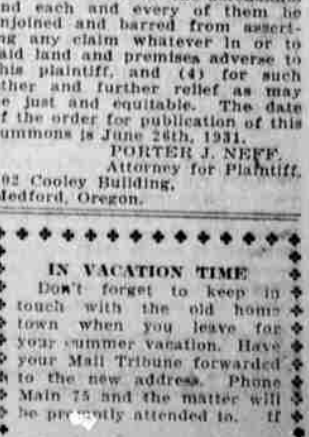 nd each and every of them be
njoined and barred from assert-
ng any claim whatever in or to
aid land and premises adverse to
his plaintiff, and (4) for such
ther and further relief as may
e just and equitable. The date
f the order for publication of this
ummons is June 26th, 1931.
PORTER J. NEFF,
Attorney for Plaintiff.
02 Cooley Building,
Medford, Oregon.
IN VACATION TIME
Don't forget to keep in
touch with the old home
town when you leave for
your summer vacation. Have
your Mail Tribune forwarded
to the new address. Phone
Main 75 and the matter will
be promptly attended to. tf